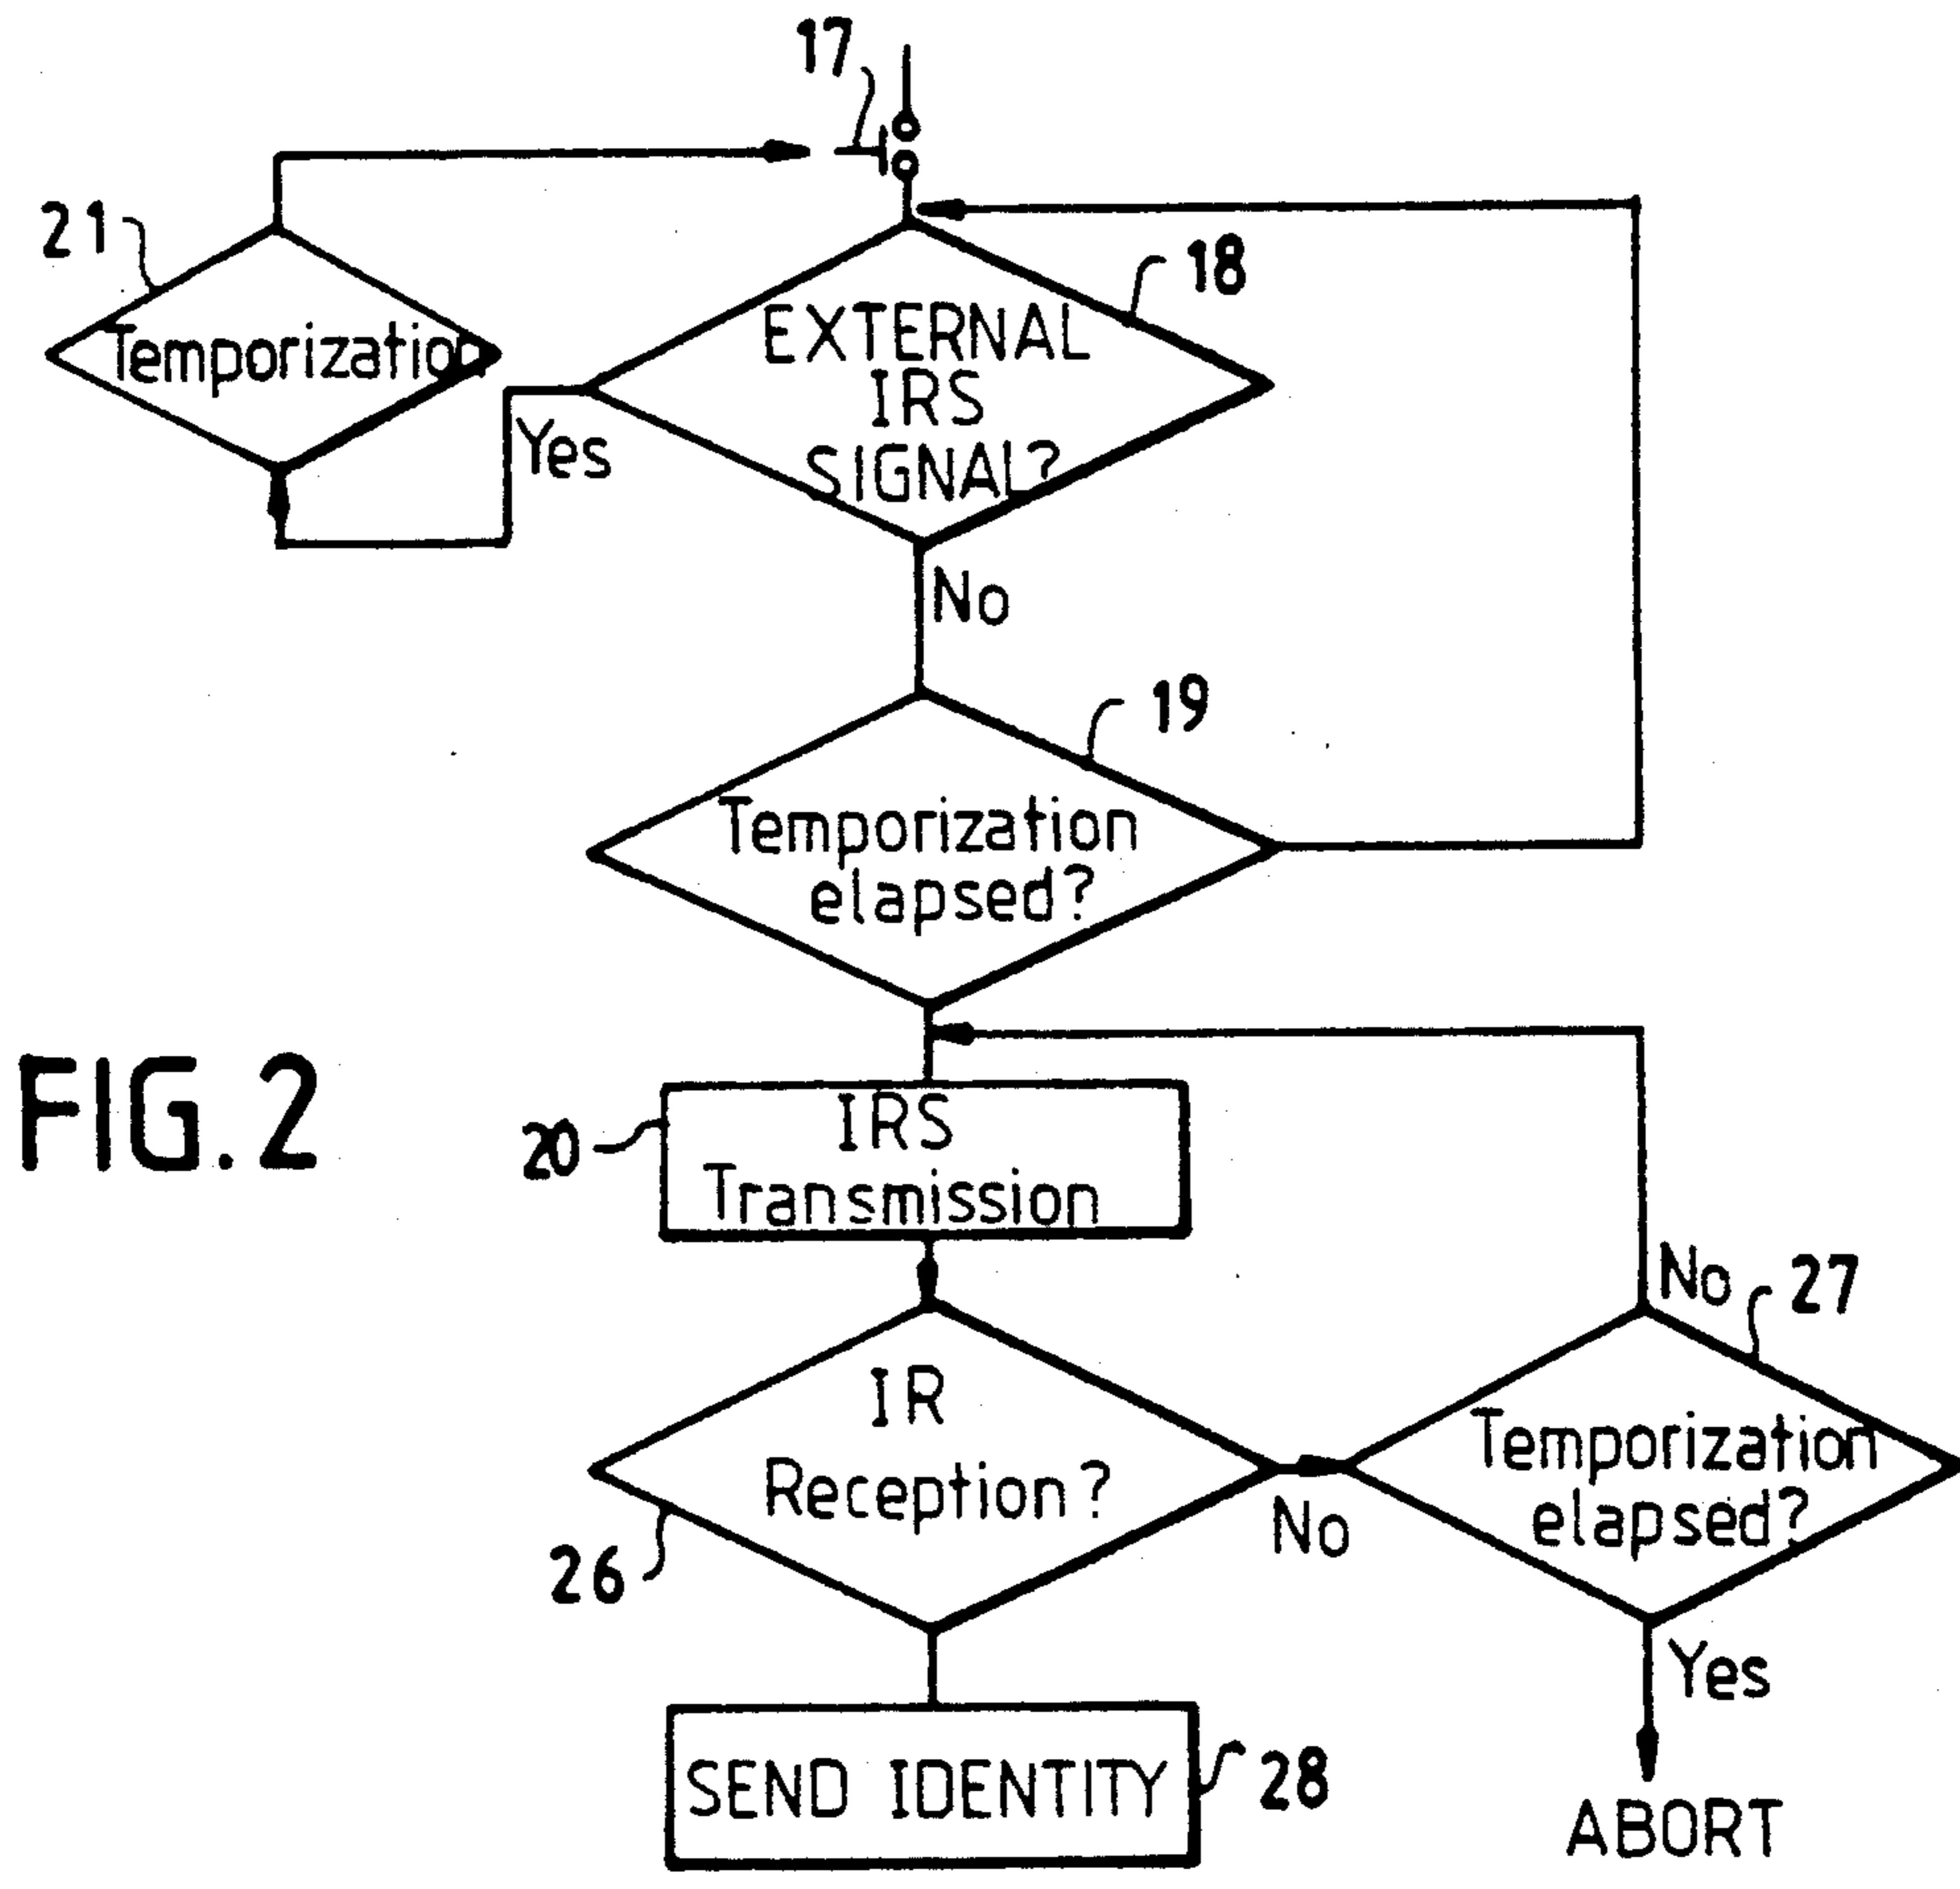 17
21
Temporization
18
EXTERNAL
IRS
SIGNAL?
Yes
No
19
Temporization
elapsed?
FIG.2
20
IRS
Transmission
No
27
IR
Reception?
Temporization
elapsed?
No
26
Yes
SEND IDENTITY
28
ABORT